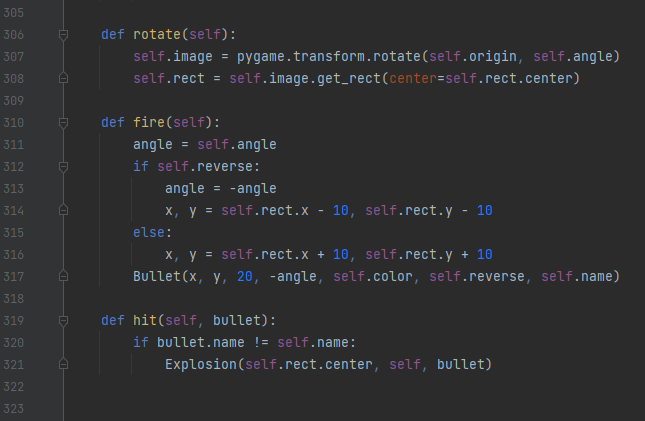 305
306 def rotate(self):
307 self.image = pygame.transform.rotate(self.origin, self.angle)
308 self.rect = self.image.get_rect(center=self.rect.center)
309
310 def fire(self):
311 angle = self.angle
312 if self.reverse:
313 angle = -angle
314 x, y = self.rect.x - 10, self.rect.y - 10
315 else:
316 x, y = self.rect.x + 10, self.rect.y + 10
317 Bullet(x, y, 20, -angle, self.color, self.reverse, self.name)
318
319 def hit(self, bullet):
320 if bullet.name != self.name:
321 Explosion(self.rect.center, self, bullet)
322
323